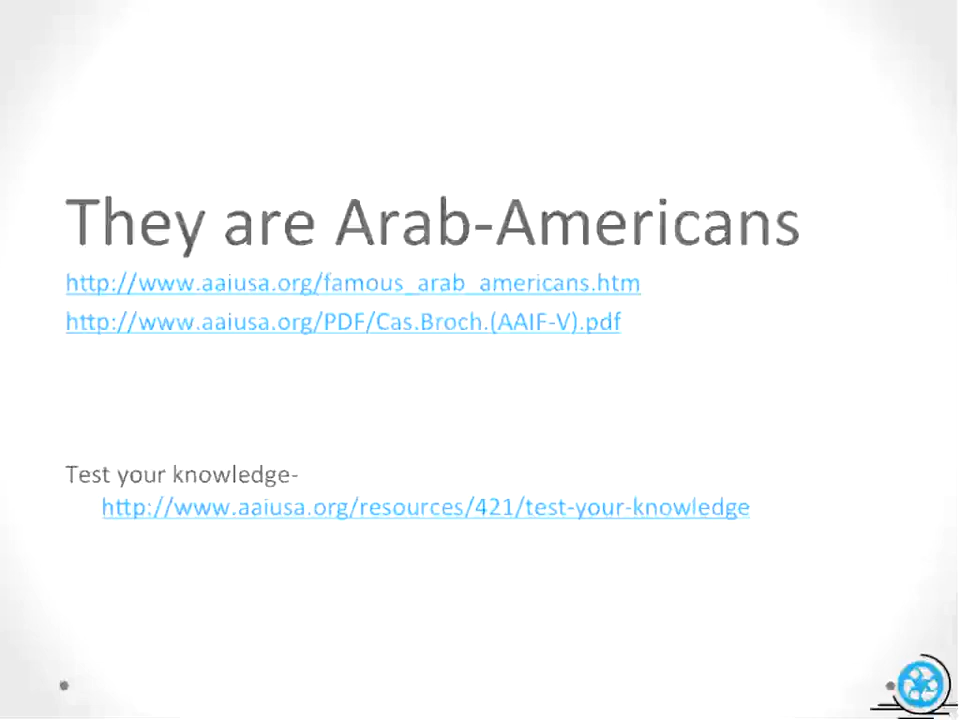 They are Arab-Americans
http://www.aaiusa.org/famous_arab_americans.htm
http://www.aaiusa.org/PDF/Cas.Broch.(AAIF-V).pdf
Test your knowledge-
http://www.aaiusa.org/resources/421/test-your-knowledge